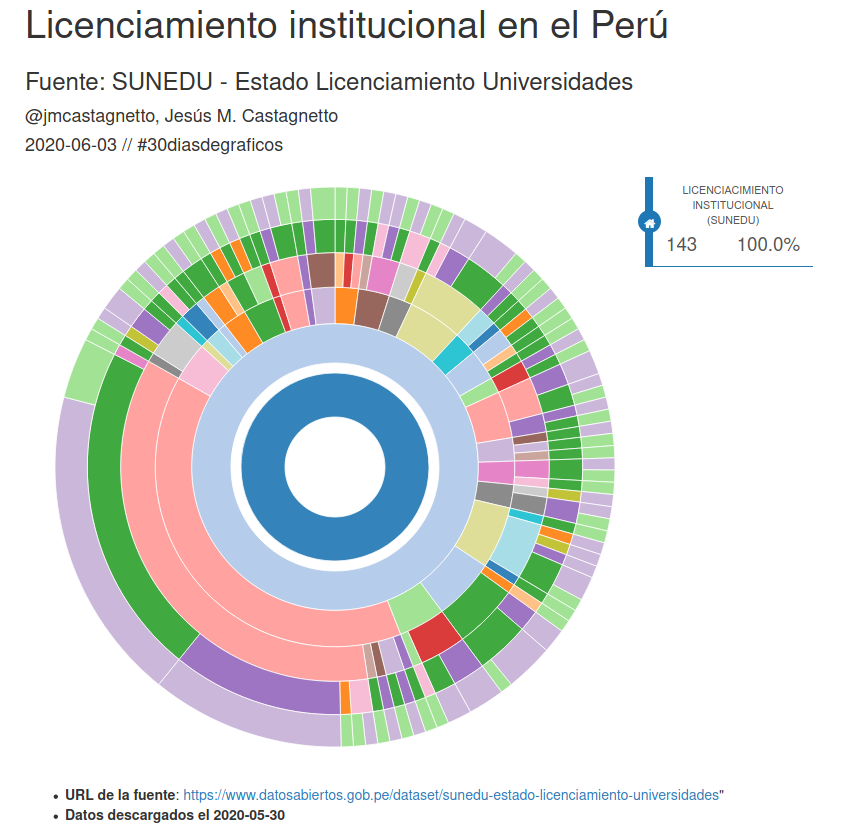 Licenciamiento institucional en el Perú
Fuente: SUNEDU - Estado Licenciamiento Universidades
@jmcastagnetto, Jesús M. Castagnetto
2020-06-03 // #30diasdegraficos
LICENCIACIMIENTO
INSTITUCIONAL
(SUNEDU)
143 100.0%
• URL de la fuente: https://www.datosabiertos.gob.pe/dataset/sunedu-estado-licenciamiento-universidades"
• Datos descargados el 2020-05-30